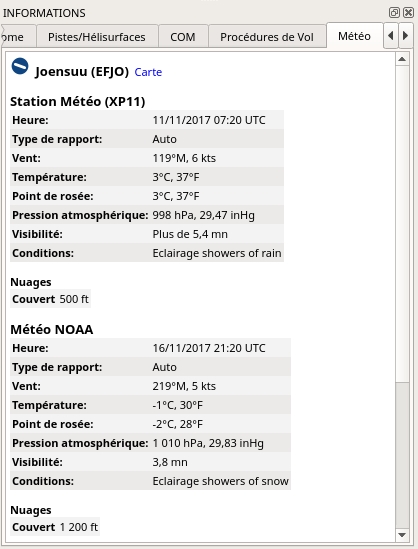 INFORMATIONS
ome Pistes/Hélisurfaces COM Procédures de Vol Météo
Joensuu (EFJO) Carte
Station Météo (XP11)
Heure: 11/11/2017 07:20 UTC
Type de rapport: Auto
Vent: 119°M, 6 kts
Température: 3°C, 37°F
Point de rosée: 3°C, 37°F
Pression atmosphérique: 998 hPa, 29,47 inHg
Visibilité: Plus de 5,4 mn
Conditions: Eclairage showers of rain
Nuages
Couvert 500 ft
Météo NOAA
Heure: 16/11/2017 21:20 UTC
Type de rapport: Auto
Vent: 219°M, 5 kts
Température: -1°C, 30°F
Point de rosée: -2°C, 28°F
Pression atmosphérique: 1 010 hPa, 29,83 inHg
Visibilité: 3,8 mn
Conditions: Eclairage showers of snow
Nuages
Couvert 1 200 ft